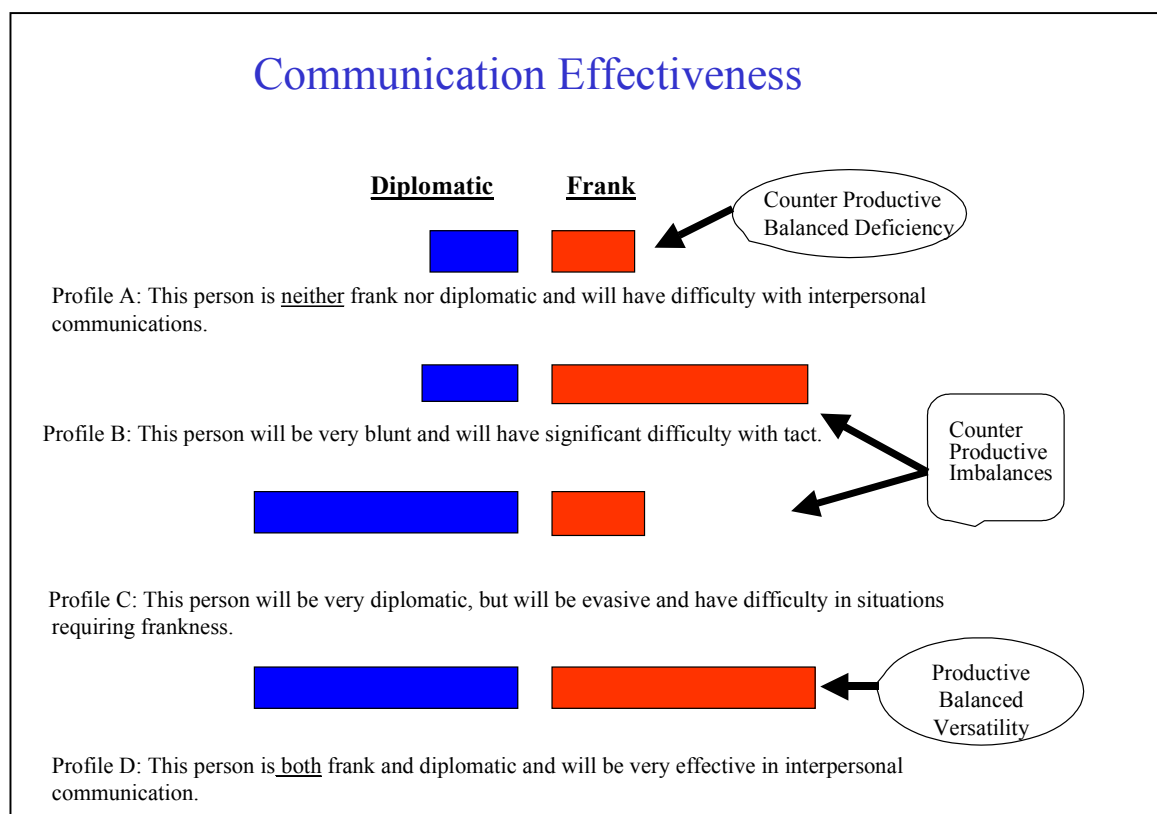 Communication Effectiveness
Diplomatic Frank
Counter Productive
Balanced Deficiency
Profile A: This person is neither frank nor diplomatic and will have difficulty with interpersonal
communications.
Profile B: This person will be very blunt and will have significant difficulty with tact.
Counter
Productive
Imbalances
Profile C: This person will be very diplomatic, but will be evasive and have difficulty in situations
requiring frankness.
Productive
Balanced
Versatility
Profile D: This person is both frank and diplomatic and will be very effective in interpersonal
communication.